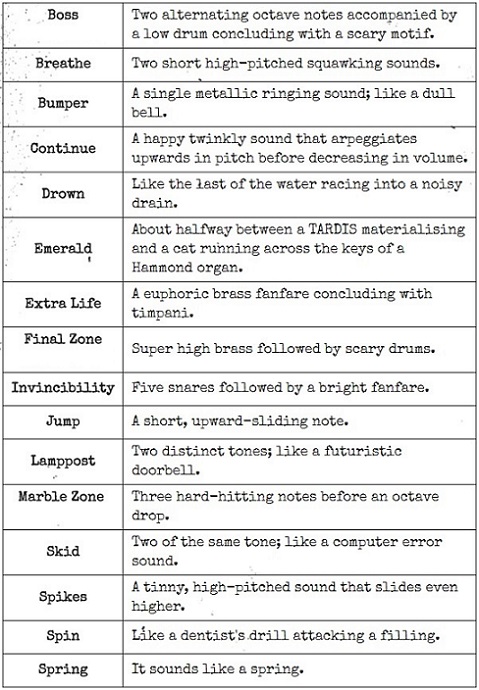 Boss
Two alternating octave notes accompanied by
a low drum concluding with a scary motif.
Breathe
Two short high-pitched squawking sounds.
Bumper
A single metallic ringing sound; like a dull
bell.
Continue
A happy twinkly sound that arpeggiates
upwards in pitch before decreasing in volume.
Drown
Like the last of the water racing into a noisy
drain.
Emerald
About halfway between a TARDIS materialising
and a cat running across the keys of a
Hammond organ.
Extra Life
A euphoric brass fanfare concluding with
timpani.
Final Zone
Super high brass followed by scary drums.
Invincibility
Five snares followed by a bright fanfare.
Jump
A short, upward-sliding note.
Lamppost
Two distinct tones; like a futuristic
doorbell.
Marble Zone
Three hard-hitting notes before an octave
drop.
Skid
Two of the same tone; like a computer error
sound.
Spikes
A tinny, high-pitched sound that slides even
higher.
Spin
Like a dentist's drill attacking a filling.
Spring
It sounds like a spring.